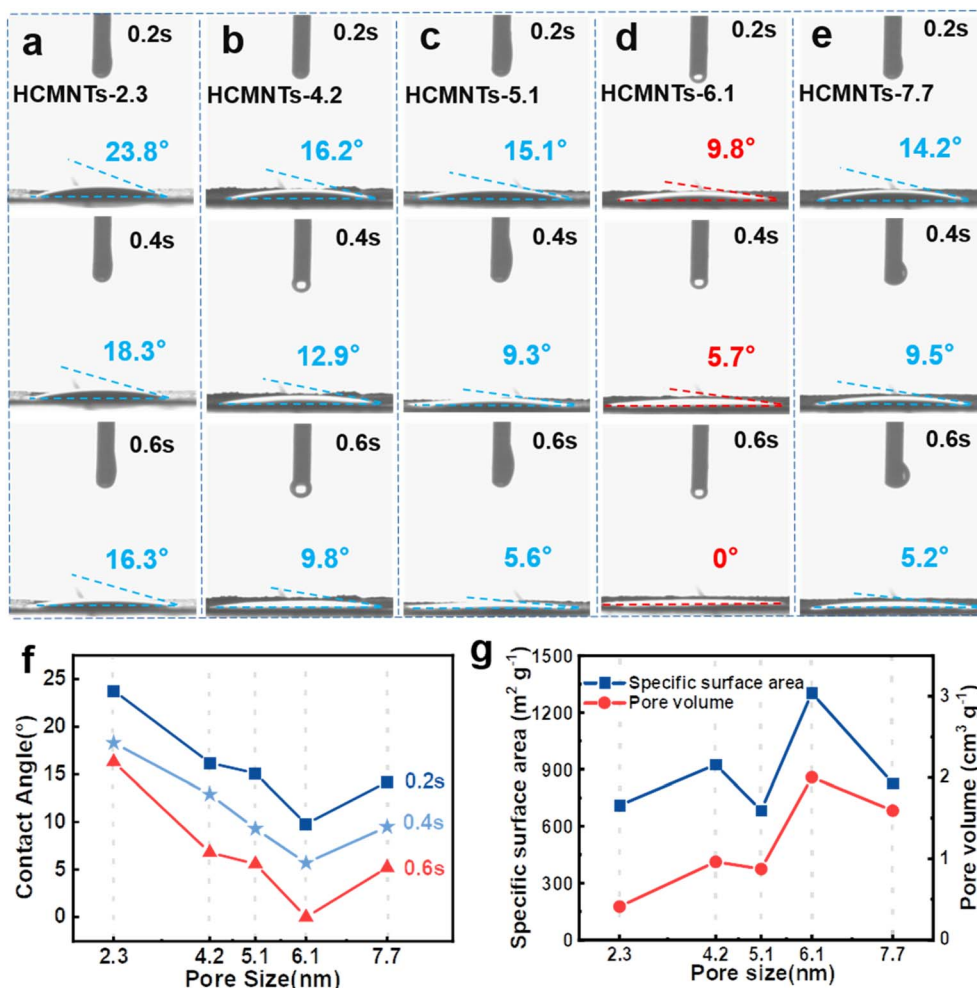 a 0.2s b 0.2s c 0.2s d 0.2s e 0.2s
HCMNTs-2.3 HCMNTs-4.2 HCMNTs-5.1 HCMNTs-6.1 HCMNTs-7.7
23.8° 16.2° 15.1° 9.8° 14.2°
0.4s 0.4s 0.4s 0.4s 0.4s
18.3° 12.9° 9.3° 5.7° 9.5°
0.6s 0.6s 0.6s 0.6s 0.6s
16.3° 9.8° 5.6° 0° 5.2°
f
Contact Angle(°)
25
20
15
10
5
0
0.2s
0.4s
0.6s
2.3 4.2 5.1 6.1 7.7
Pore Size(nm)
g
Specific surface area (m² g⁻¹)
1500
1200
900
600
300
0
Specific surface area
Pore volume
3
2
1
0
Pore volume (cm³ g⁻¹)
2.3 4.2 5.1 6.1 7.7
Pore size(nm)